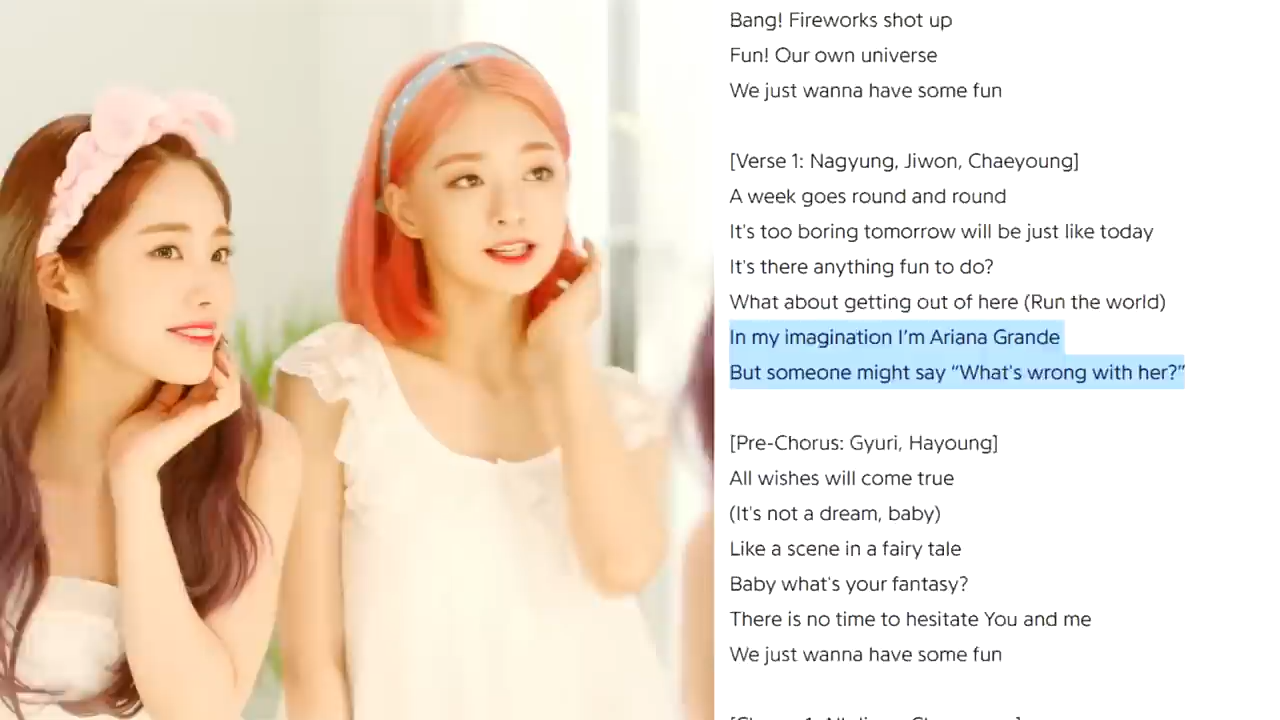 Bang! Fireworks shot up
Fun! Our own universe
We just wanna have some fun
[Verse 1: Nagyung, Jiwon, Chaeyoung]
A week goes round and round
It's too boring tomorrow will be just like today
It's there anything fun to do?
What about getting out of here (Run the world)
In my imagination I’m Ariana Grande
But someone might say “What's wrong with her?”
[Pre-Chorus: Gyuri, Hayoung]
All wishes will come true
(It's not a dream, baby)
Like a scene in a fairy tale
Baby what's your fantasy?
There is no time to hesitate You and me
We just wanna have some fun